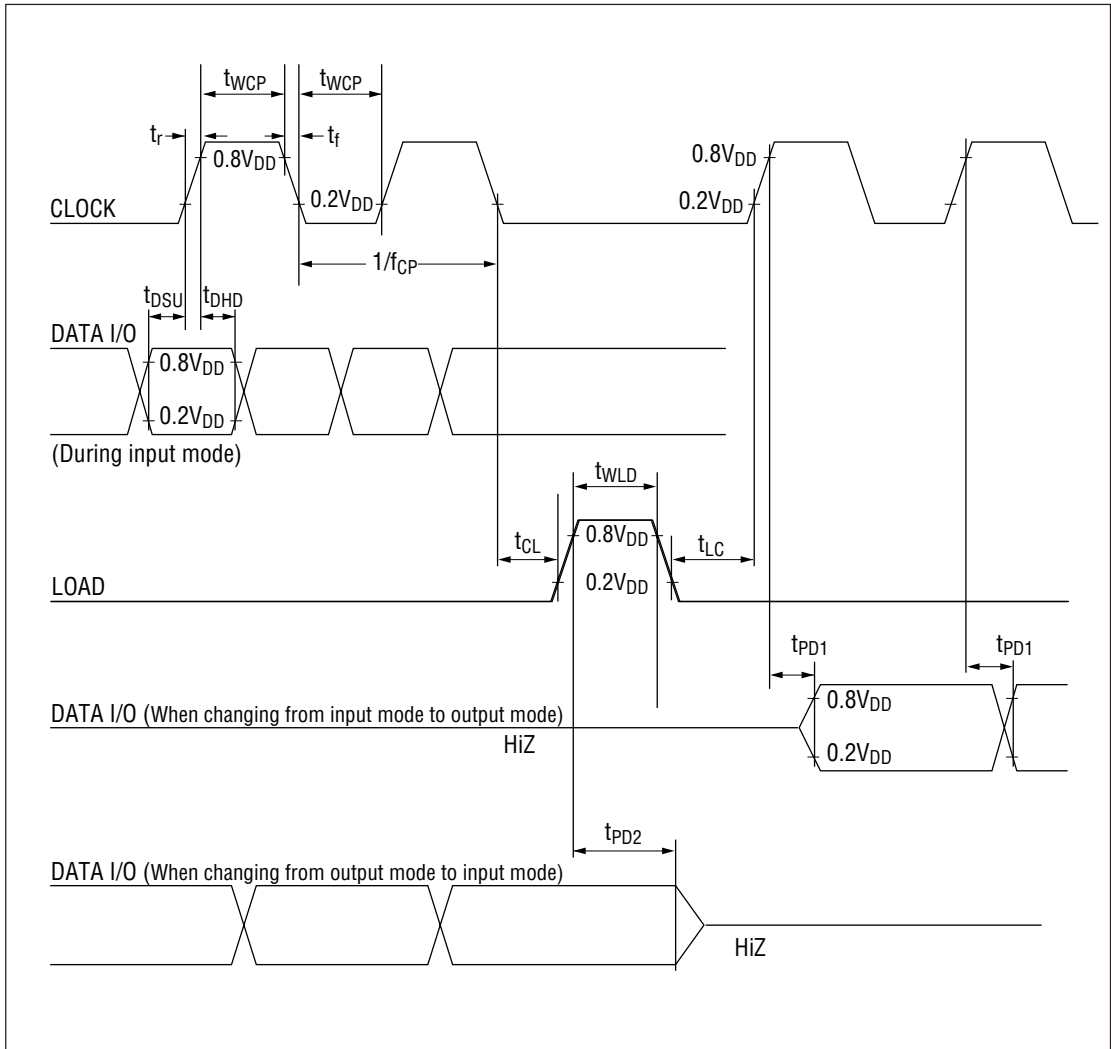 tWCP tWCP
tr tf
0.8VDD 0.8VDD
0.2VDD 0.2VDD
CLOCK
1/fCP
tDSU tDHD
DATA I/O
0.8VDD
0.2VDD
(During input mode)
tWLD
tCL 0.8VDD tLC
0.2VDD
LOAD
tPD1 tPD1
DATA I/O (When changing from input mode to output mode) 0.8VDD
HiZ 0.2VDD
tPD2
DATA I/O (When changing from output mode to input mode)
HiZ